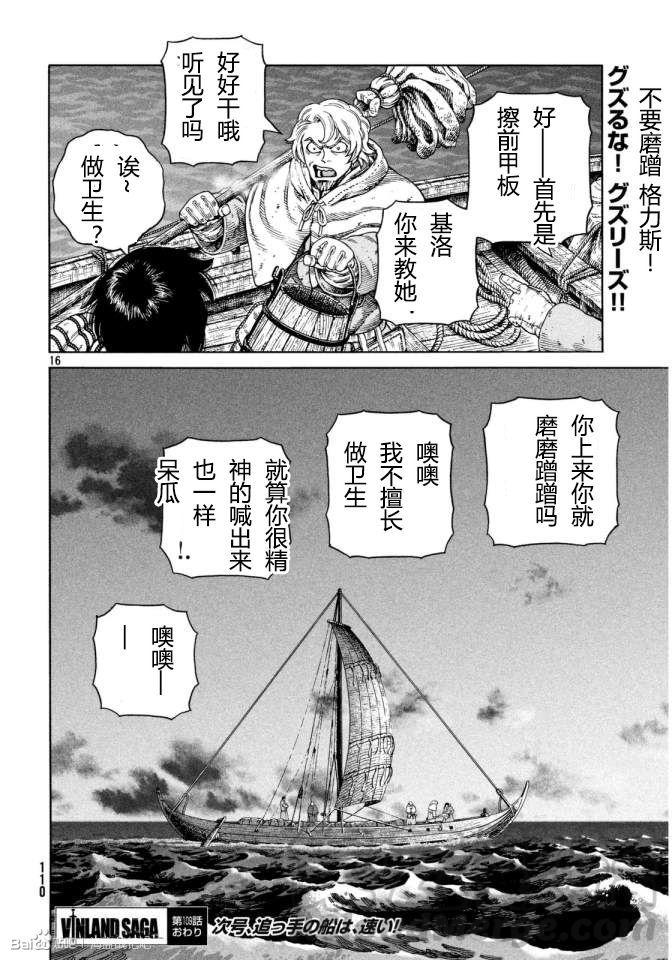 不要磨蹭 格力斯！
グズるな！グズリーズ!!
好——首先是
擦前甲板
好好干哦
听见了吗
基洛
你来教她.
诶~
做卫生？
16
你上来你就
磨磨蹭蹭吗
噢噢
我不擅长
做卫生
就算你很精
神的喊出来
也一样
呆瓜
!.
噢噢—
—
110
VINLAND SAGA
第109話
おわり
次号、追っ手の船は、速い!
Bai